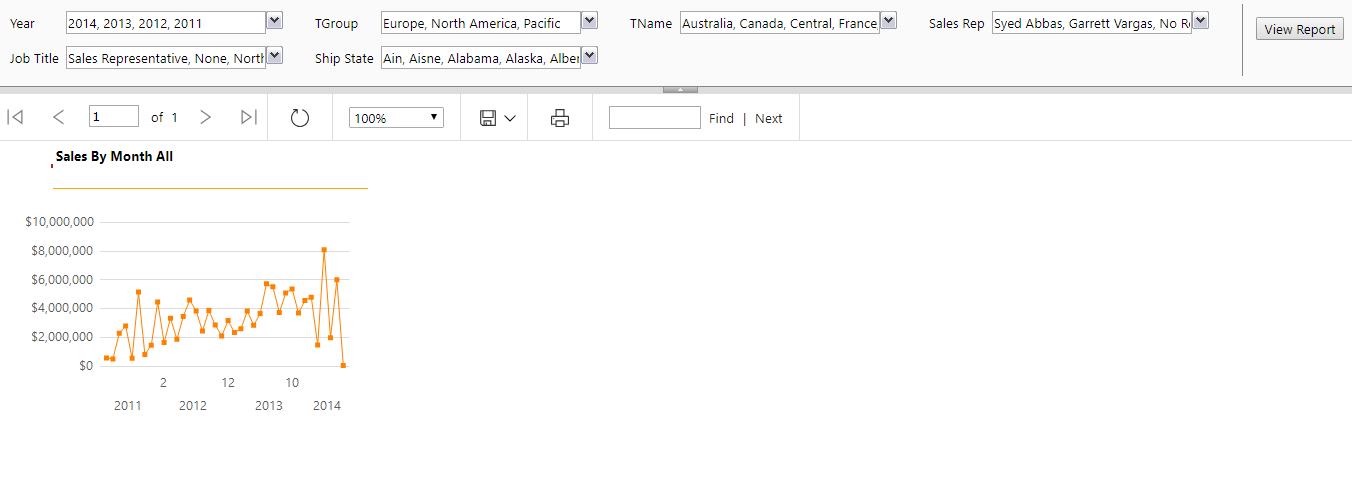 Year 2014, 2013, 2012, 2011 TGroup Europe, North America, Pacific TName Australia, Canada, Central, France, Sales Rep Syed Abbas, Garrett Vargas, No R
View Report
Job Title Sales Representative, None, North Ship State Ain, Aisne, Alabama, Alaska, Alber
1 of 1 100% Find | Next
Sales By Month All
$10,000,000
$8,000,000
$6,000,000
$4,000,000
$2,000,000
$0
2 12 10
2011 2012 2013 2014